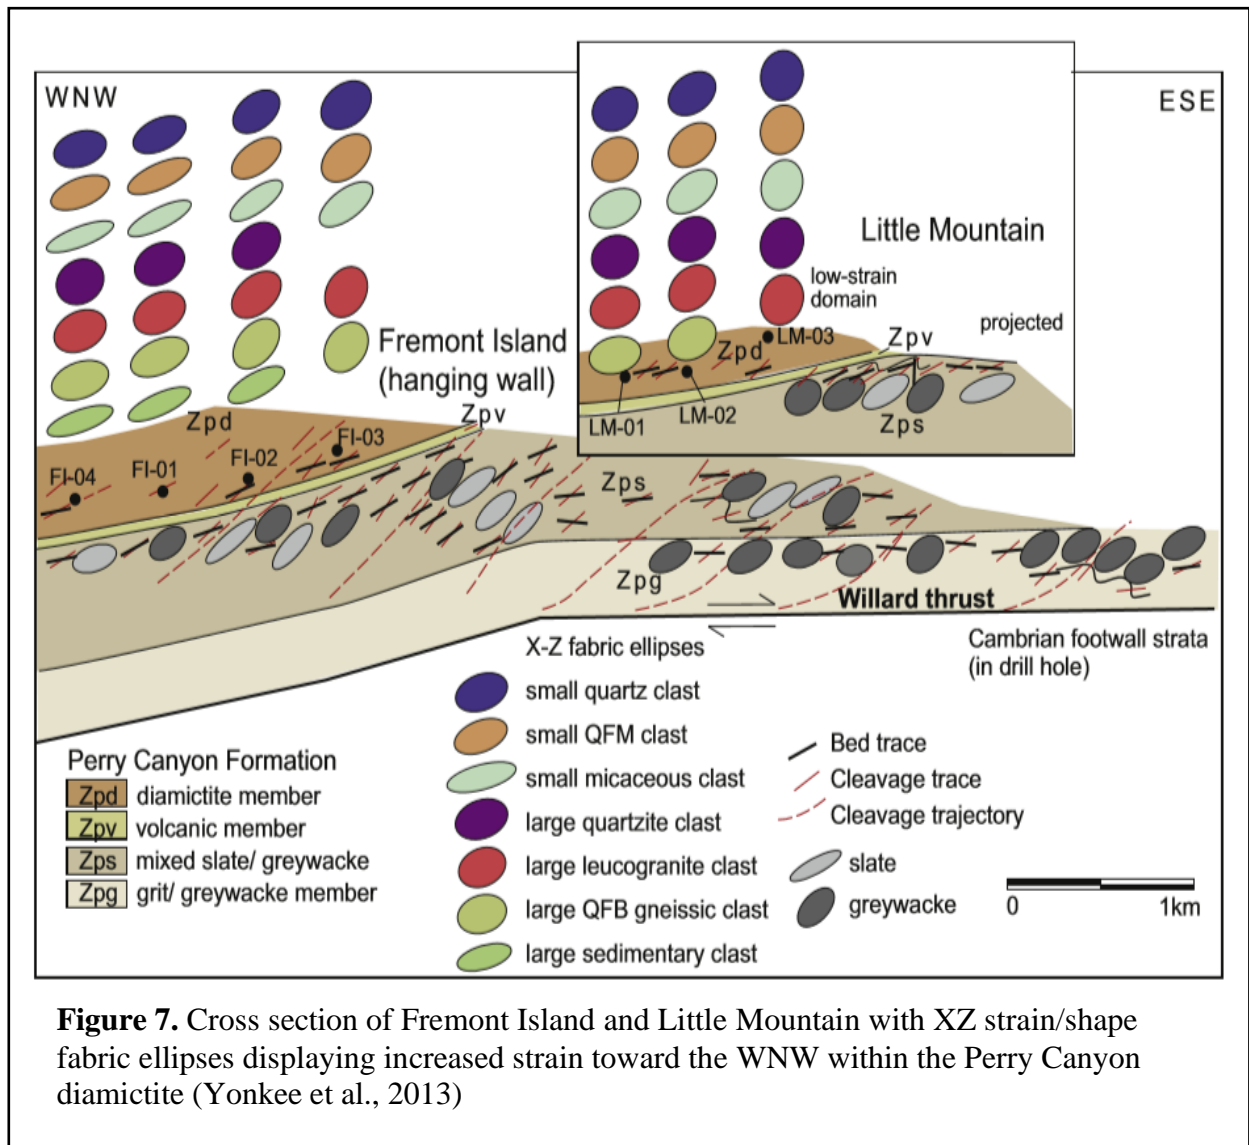 WNW
ESE
Little Mountain
low-strain
domain
projected
LM-03
Zpv
Zpd
LM-01
LM-02
Zps
Fremont Island
(hanging wall)
Zpd
Zpv
FI-04
FI-01
FI-02
FI-03
Zps
Zpg
Willard thrust
Cambrian footwall strata
(in drill hole)
X-Z fabric ellipses
small quartz clast
small QFM clast
small micaceous clast
large quartzite clast
large leucogranite clast
large QFB gneissic clast
large sedimentary clast
Perry Canyon Formation
Zpd diamictite member
Zpv volcanic member
Zps mixed slate/ greywacke
Zpg grit/ greywacke member
Bed trace
Cleavage trace
Cleavage trajectory
slate
greywacke
0 1km
Figure 7. Cross section of Fremont Island and Little Mountain with XZ strain/shape
fabric ellipses displaying increased strain toward the WNW within the Perry Canyon
diamictite (Yonkee et al., 2013)